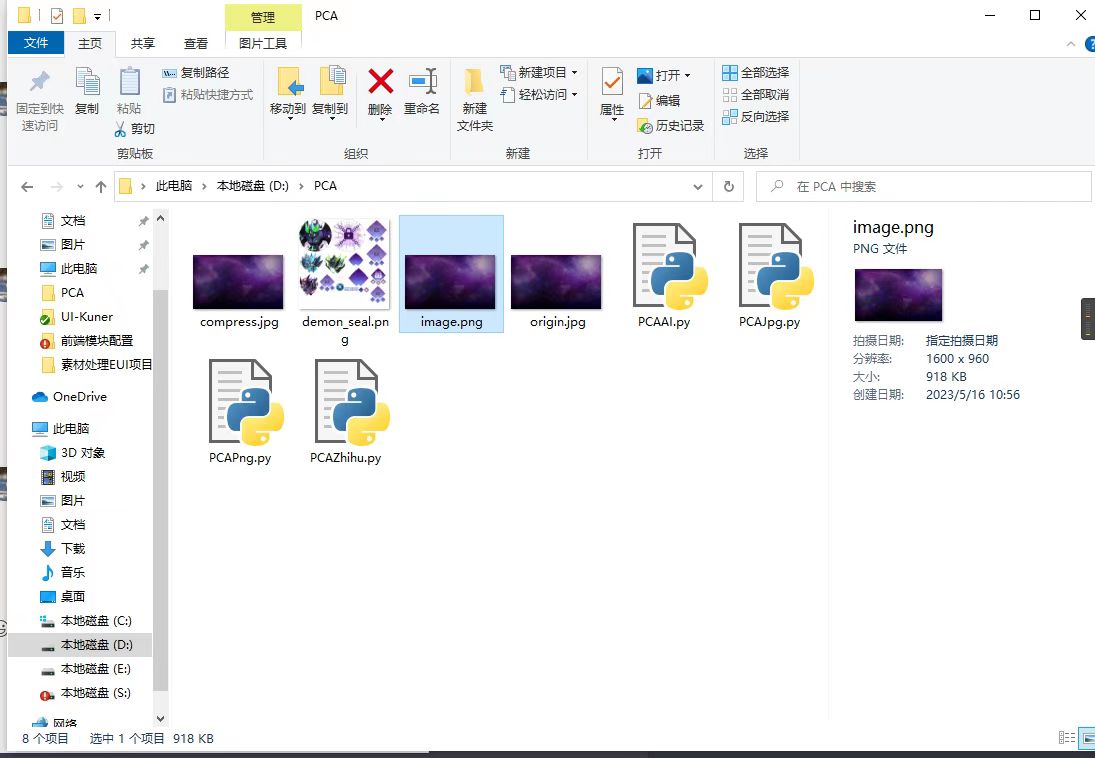 管理
PCA
文件
主页
共享
查看
图片工具
固定到快
速访问
复制
粘贴
复制路径
粘贴快捷方式
剪切
剪贴板
移动到
复制到
删除
重命名
组织
新建
文件夹
新建项目
轻松访问
新建
属性
打开
编辑
历史记录
打开
全部选择
全部取消
反向选择
选择
此电脑 › 本地磁盘 (D:) › PCA
在 PCA 中搜索
文档
图片
此电脑
PCA
UI-Kuner
前端模块配置
素材处理EUI项目
OneDrive
此电脑
3D 对象
视频
图片
文档
下载
音乐
桌面
本地磁盘 (C:)
本地磁盘 (D:)
本地磁盘 (E:)
本地磁盘 (S:)
网络
compress.jpg
demon_seal.pn
g
image.png
origin.jpg
PCAAI.py
PCAJpg.py
PCAPng.py
PCAZhihu.py
image.png
PNG 文件
拍摄日期: 指定拍摄日期
分辨率: 1600 x 960
大小: 918 KB
创建日期: 2023/5/16 10:56
8 个项目 选中 1 个项目 918 KB